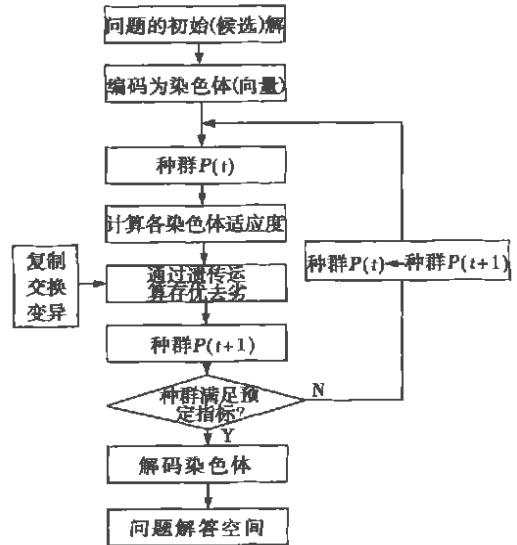 问题的初始(候选)解
编码为染色体(向量)
种群P(t)
计算各染色体适应度
复制
交换
变异
通过遗传运
算存优去劣
种群P(t)←种群P(t+1)
种群P(t+1)
种群满足预
定指标?
N
Y
解码染色体
问题解答空间